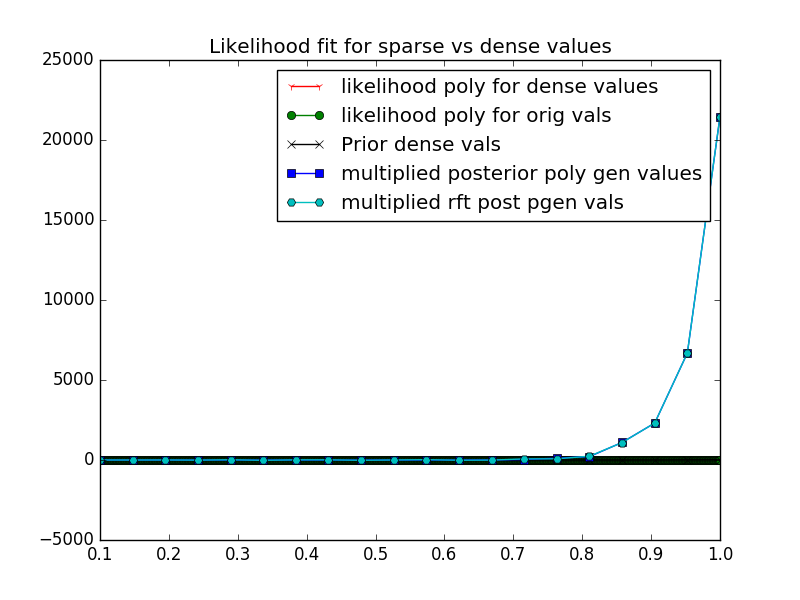 Likelihood fit for sparse vs dense values
25000
20000
15000
10000
5000
0
−5000
likelihood poly for dense values
likelihood poly for orig vals
Prior dense vals
multiplied posterior poly gen values
multiplied rft post pgen vals
0.1 0.2 0.3 0.4 0.5 0.6 0.7 0.8 0.9 1.0